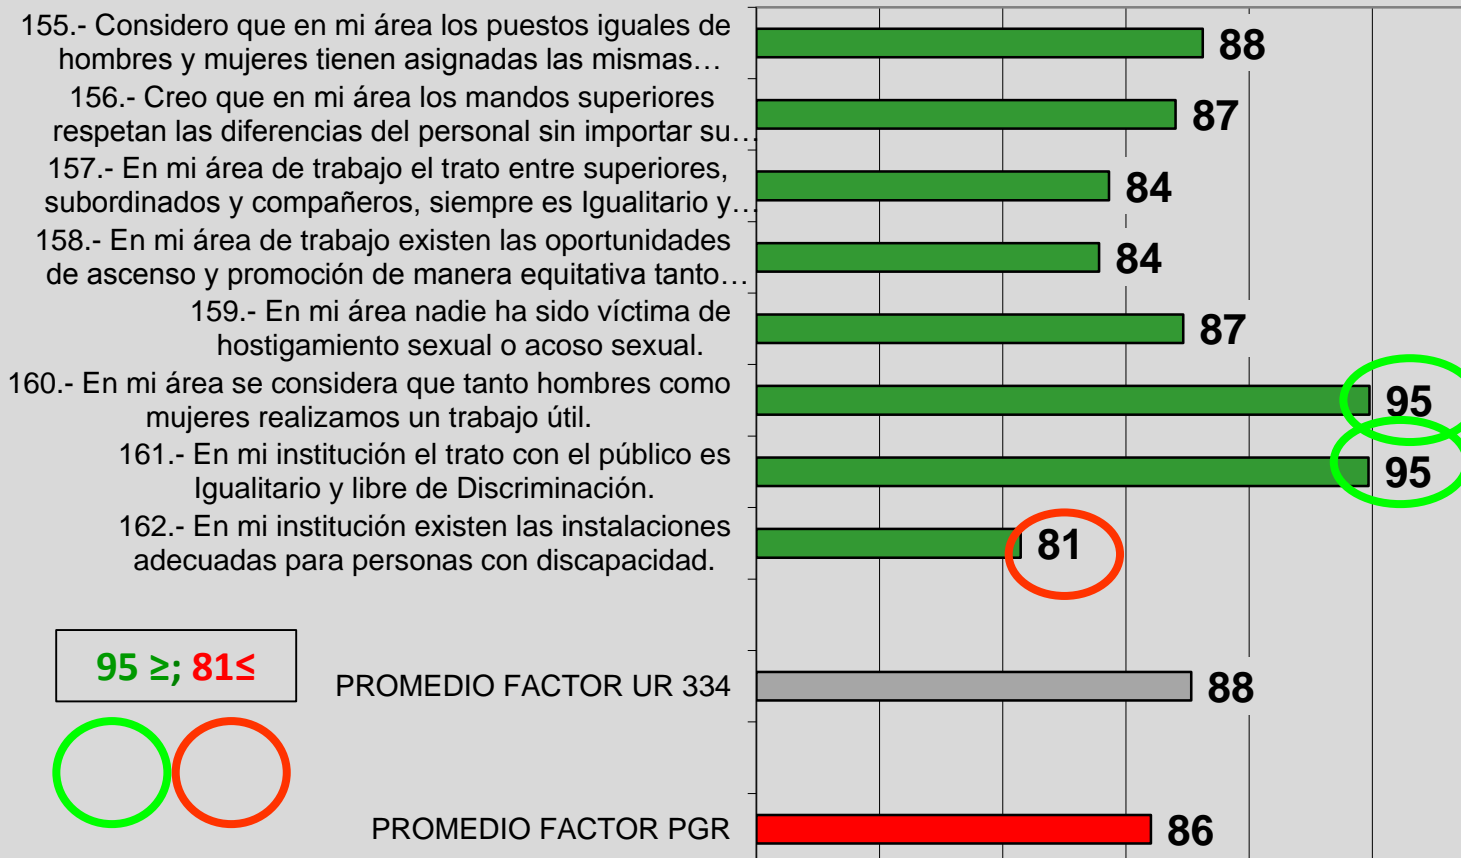 155.- Considero que en mi área los puestos iguales de
hombres y mujeres tienen asignadas las mismas…
88
156.- Creo que en mi área los mandos superiores
respetan las diferencias del personal sin importar su…
87
157.- En mi área de trabajo el trato entre superiores,
subordinados y compañeros, siempre es Igualitario y…
84
158.- En mi área de trabajo existen las oportunidades
de ascenso y promoción de manera equitativa tanto…
84
159.- En mi área nadie ha sido víctima de
hostigamiento sexual o acoso sexual.
87
160.- En mi área se considera que tanto hombres como
mujeres realizamos un trabajo útil.
95
161.- En mi institución el trato con el público es
Igualitario y libre de Discriminación.
95
162.- En mi institución existen las instalaciones
adecuadas para personas con discapacidad.
81
95 ≥; 81≤
PROMEDIO FACTOR UR 334
88
PROMEDIO FACTOR PGR
86